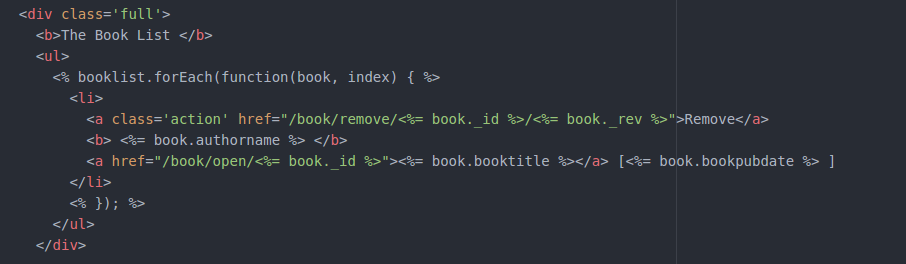 <div class='full'>
<b>The Book List </b>
<ul>
<% booklist.forEach(function(book, index) { %>
<li>
<a class='action' href="/book/remove/<%= book._id %>/<%= book._rev %>">Remove</a>
<b> <%= book.authorname %> </b>
<a href="/book/open/<%= book._id %>"><%= book.booktitle %></a> [<%= book.bookpubdate %> ]
</li>
<% }); %>
</ul>
</div>